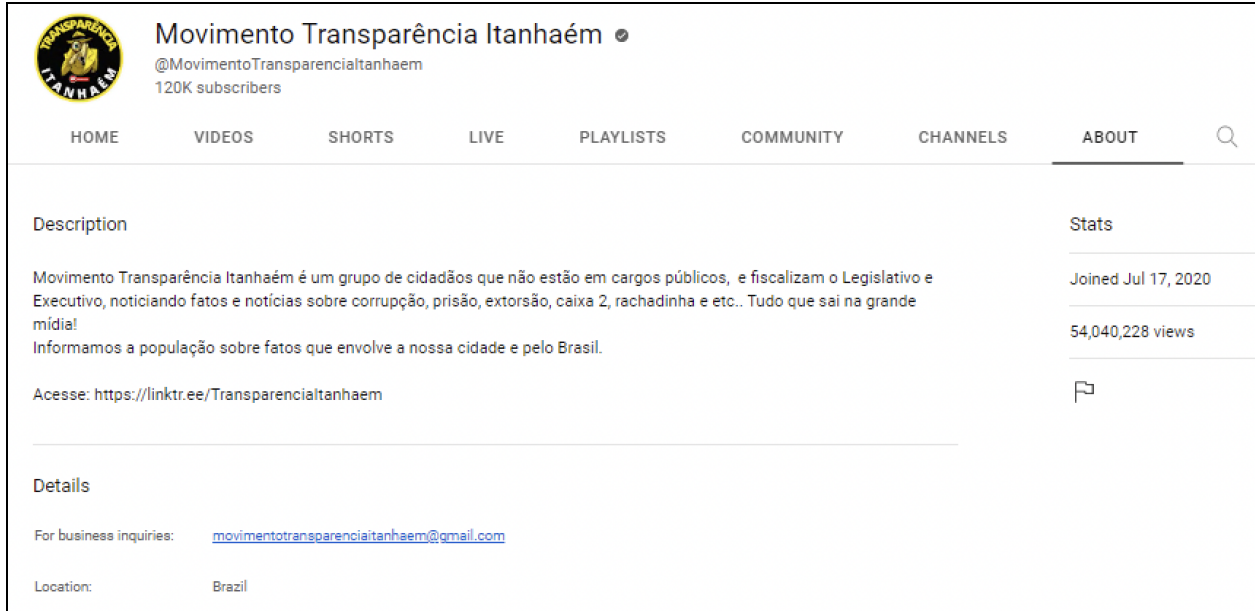 TRANSPARÊNCIA
ITANHAÉM
Movimento Transparência Itanhaém
@MovimentoTransparenciaItanhaem
120K subscribers
HOME VIDEOS SHORTS LIVE PLAYLISTS COMMUNITY CHANNELS ABOUT
Description
Movimento Transparência Itanhaém é um grupo de cidadãos que não estão em cargos públicos, e fiscalizam o Legislativo e
Executivo, noticiando fatos e notícias sobre corrupção, prisão, extorsão, caixa 2, rachadinha e etc.. Tudo que sai na grande
mídia!
Informamos a população sobre fatos que envolve a nossa cidade e pelo Brasil.
Acesse: https://linktr.ee/TransparenciaItanhaem
Stats
Joined Jul 17, 2020
54,040,228 views
Details
For business inquiries: movimentotransparenciaitanhaem@gmail.com
Location: Brazil